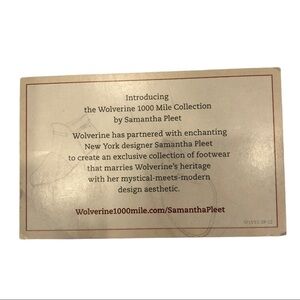 Introducing
the Wolverine 1000 Mile Collection
by Samantha Pleet
Wolverine has partnered with enchanting
New York designer Samantha Pleet
to create an exclusive collection of footwear
that marries Wolverine's heritage
with her mystical-meets-modern
design aesthetic.
Wolverine1000mile.com/SamanthaPleet